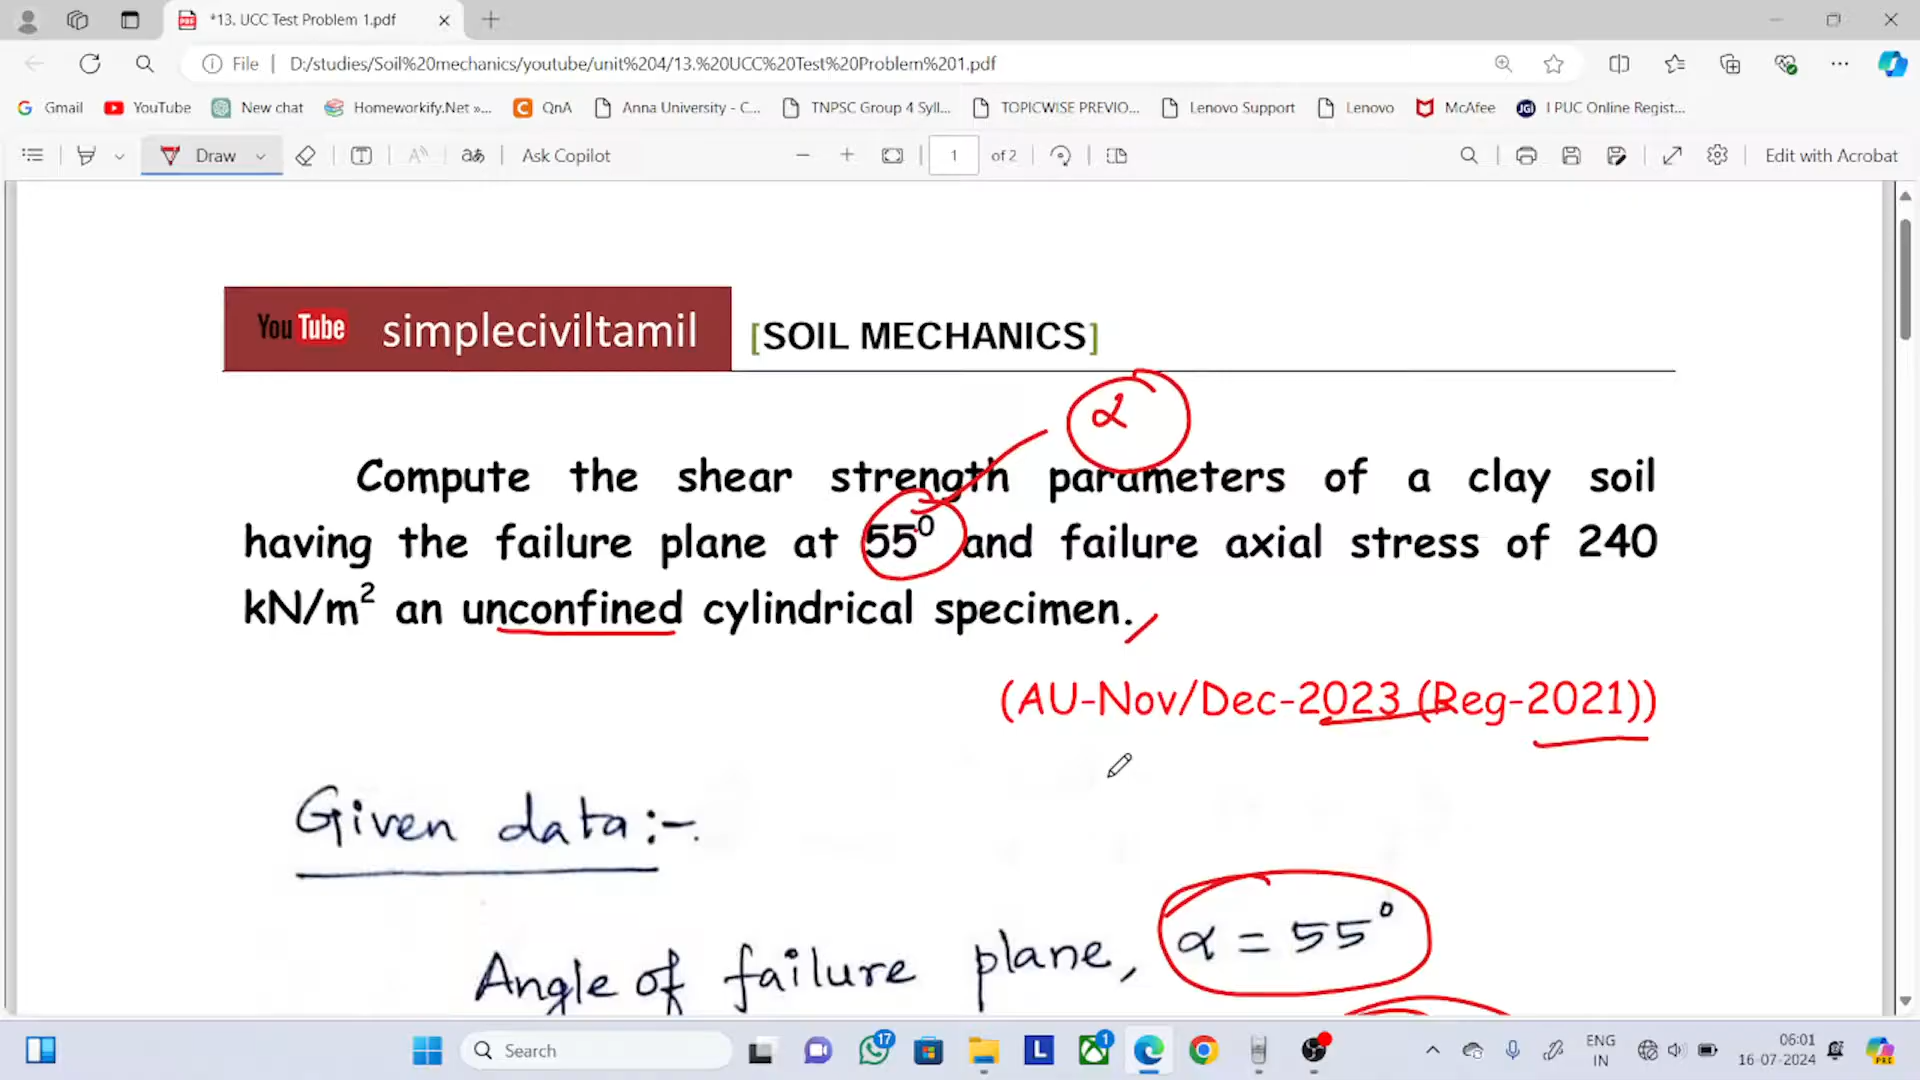 *13. UCC Test Problem 1.pdf
File D:/studies/Soil%20mechanics/youtube/unit%204/13.%20UCC%20Test%20Problem%201.pdf
Gmail YouTube New chat Homeworkify.Net »... QnA Anna University - C... TNPSC Group 4 Syll... TOPICWISE PREVIO... Lenovo Support Lenovo McAfee I PUC Online Regist...
Draw Ask Copilot 1 of 2 Edit with Acrobat
YouTube simpleciviltamil [SOIL MECHANICS]
α
Compute the shear strength parameters of a clay soil
having the failure plane at 55⁰ and failure axial stress of 240
kN/m² an unconfined cylindrical specimen.
(AU-Nov/Dec-2023 (Reg-2021))
Given data:-
Angle of failure plane, α = 55°
Search 17 L 1 ENG IN 06:01 16-07-2024